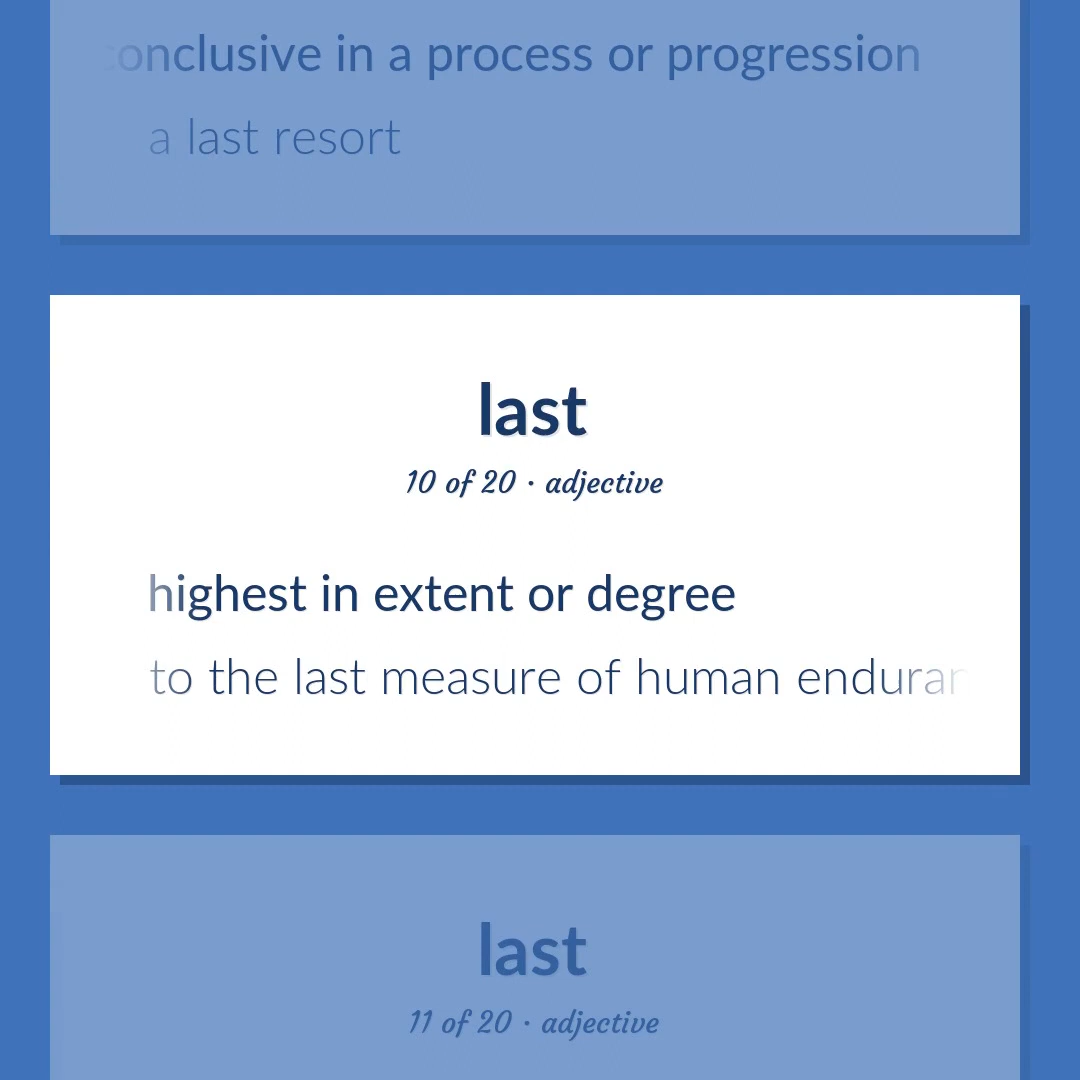 conclusive in a process or progression
a last resort
last
10 of 20 · adjective
highest in extent or degree
to the last measure of human
last
11 of 20 · adjective